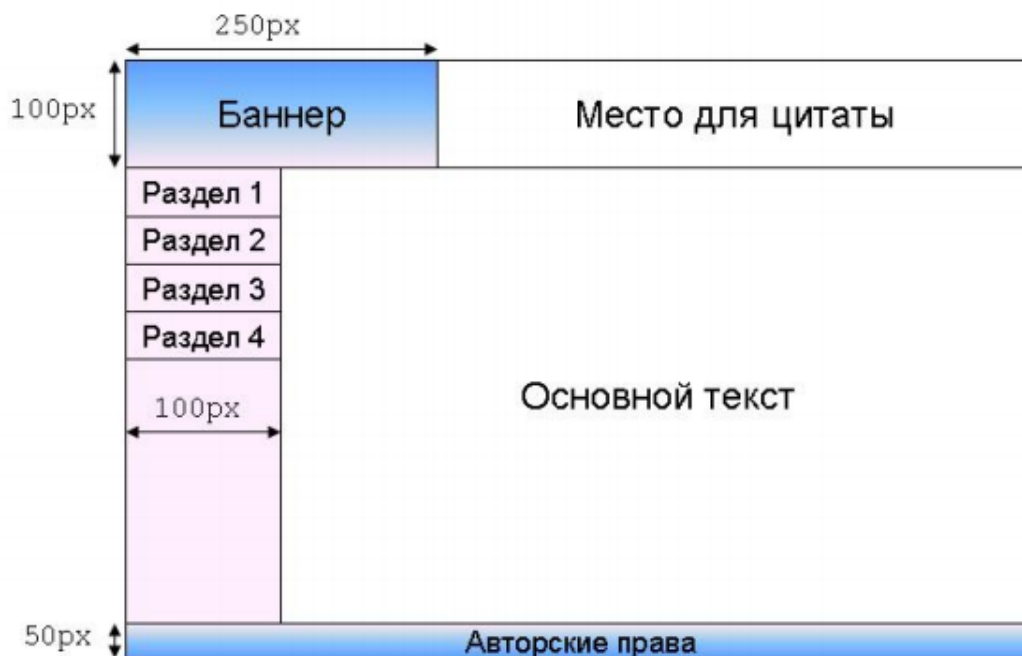 250px
100px
Баннер
Место для цитаты
Раздел 1
Раздел 2
Раздел 3
Раздел 4
100px
Основной текст
50px
Авторские права